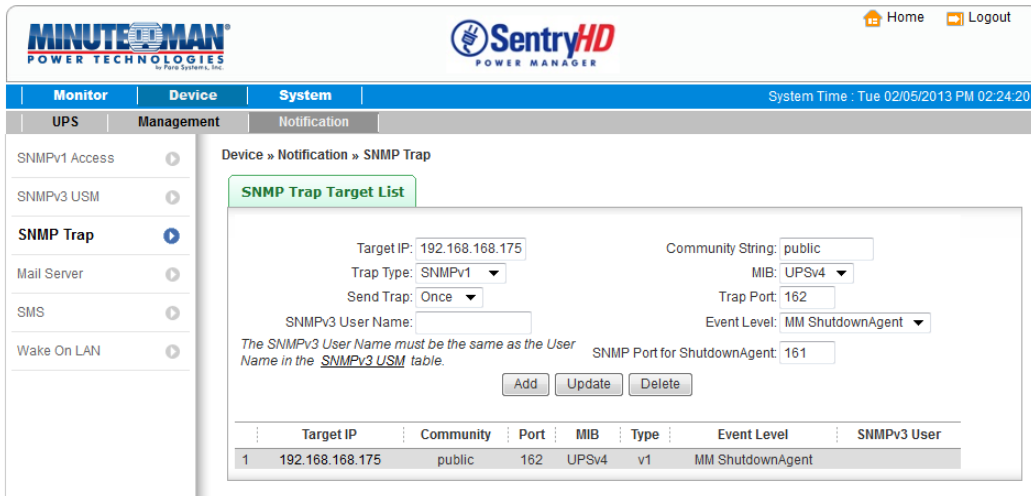 Home Logout
MINUTEMAN®
POWER TECHNOLOGIES
by Para Systems, Inc.
SentryHD
POWER MANAGER
Monitor Device System System Time : Tue 02/05/2013 PM 02:24:20
UPS Management Notification
SNMPv1 Access
SNMPv3 USM
SNMP Trap
Mail Server
SMS
Wake On LAN
Device » Notification » SNMP Trap
SNMP Trap Target List
Target IP: 192.168.168.175 Community String: public
Trap Type: SNMPv1 MIB: UPSv4
Send Trap: Once Trap Port: 162
SNMPv3 User Name: Event Level: MM ShutdownAgent
The SNMPv3 User Name must be the same as the User
Name in the SNMPv3 USM table.
SNMP Port for ShutdownAgent: 161
Add Update Delete
Target IP Community Port MIB Type Event Level SNMPv3 User
1 192.168.168.175 public 162 UPSv4 v1 MM ShutdownAgent